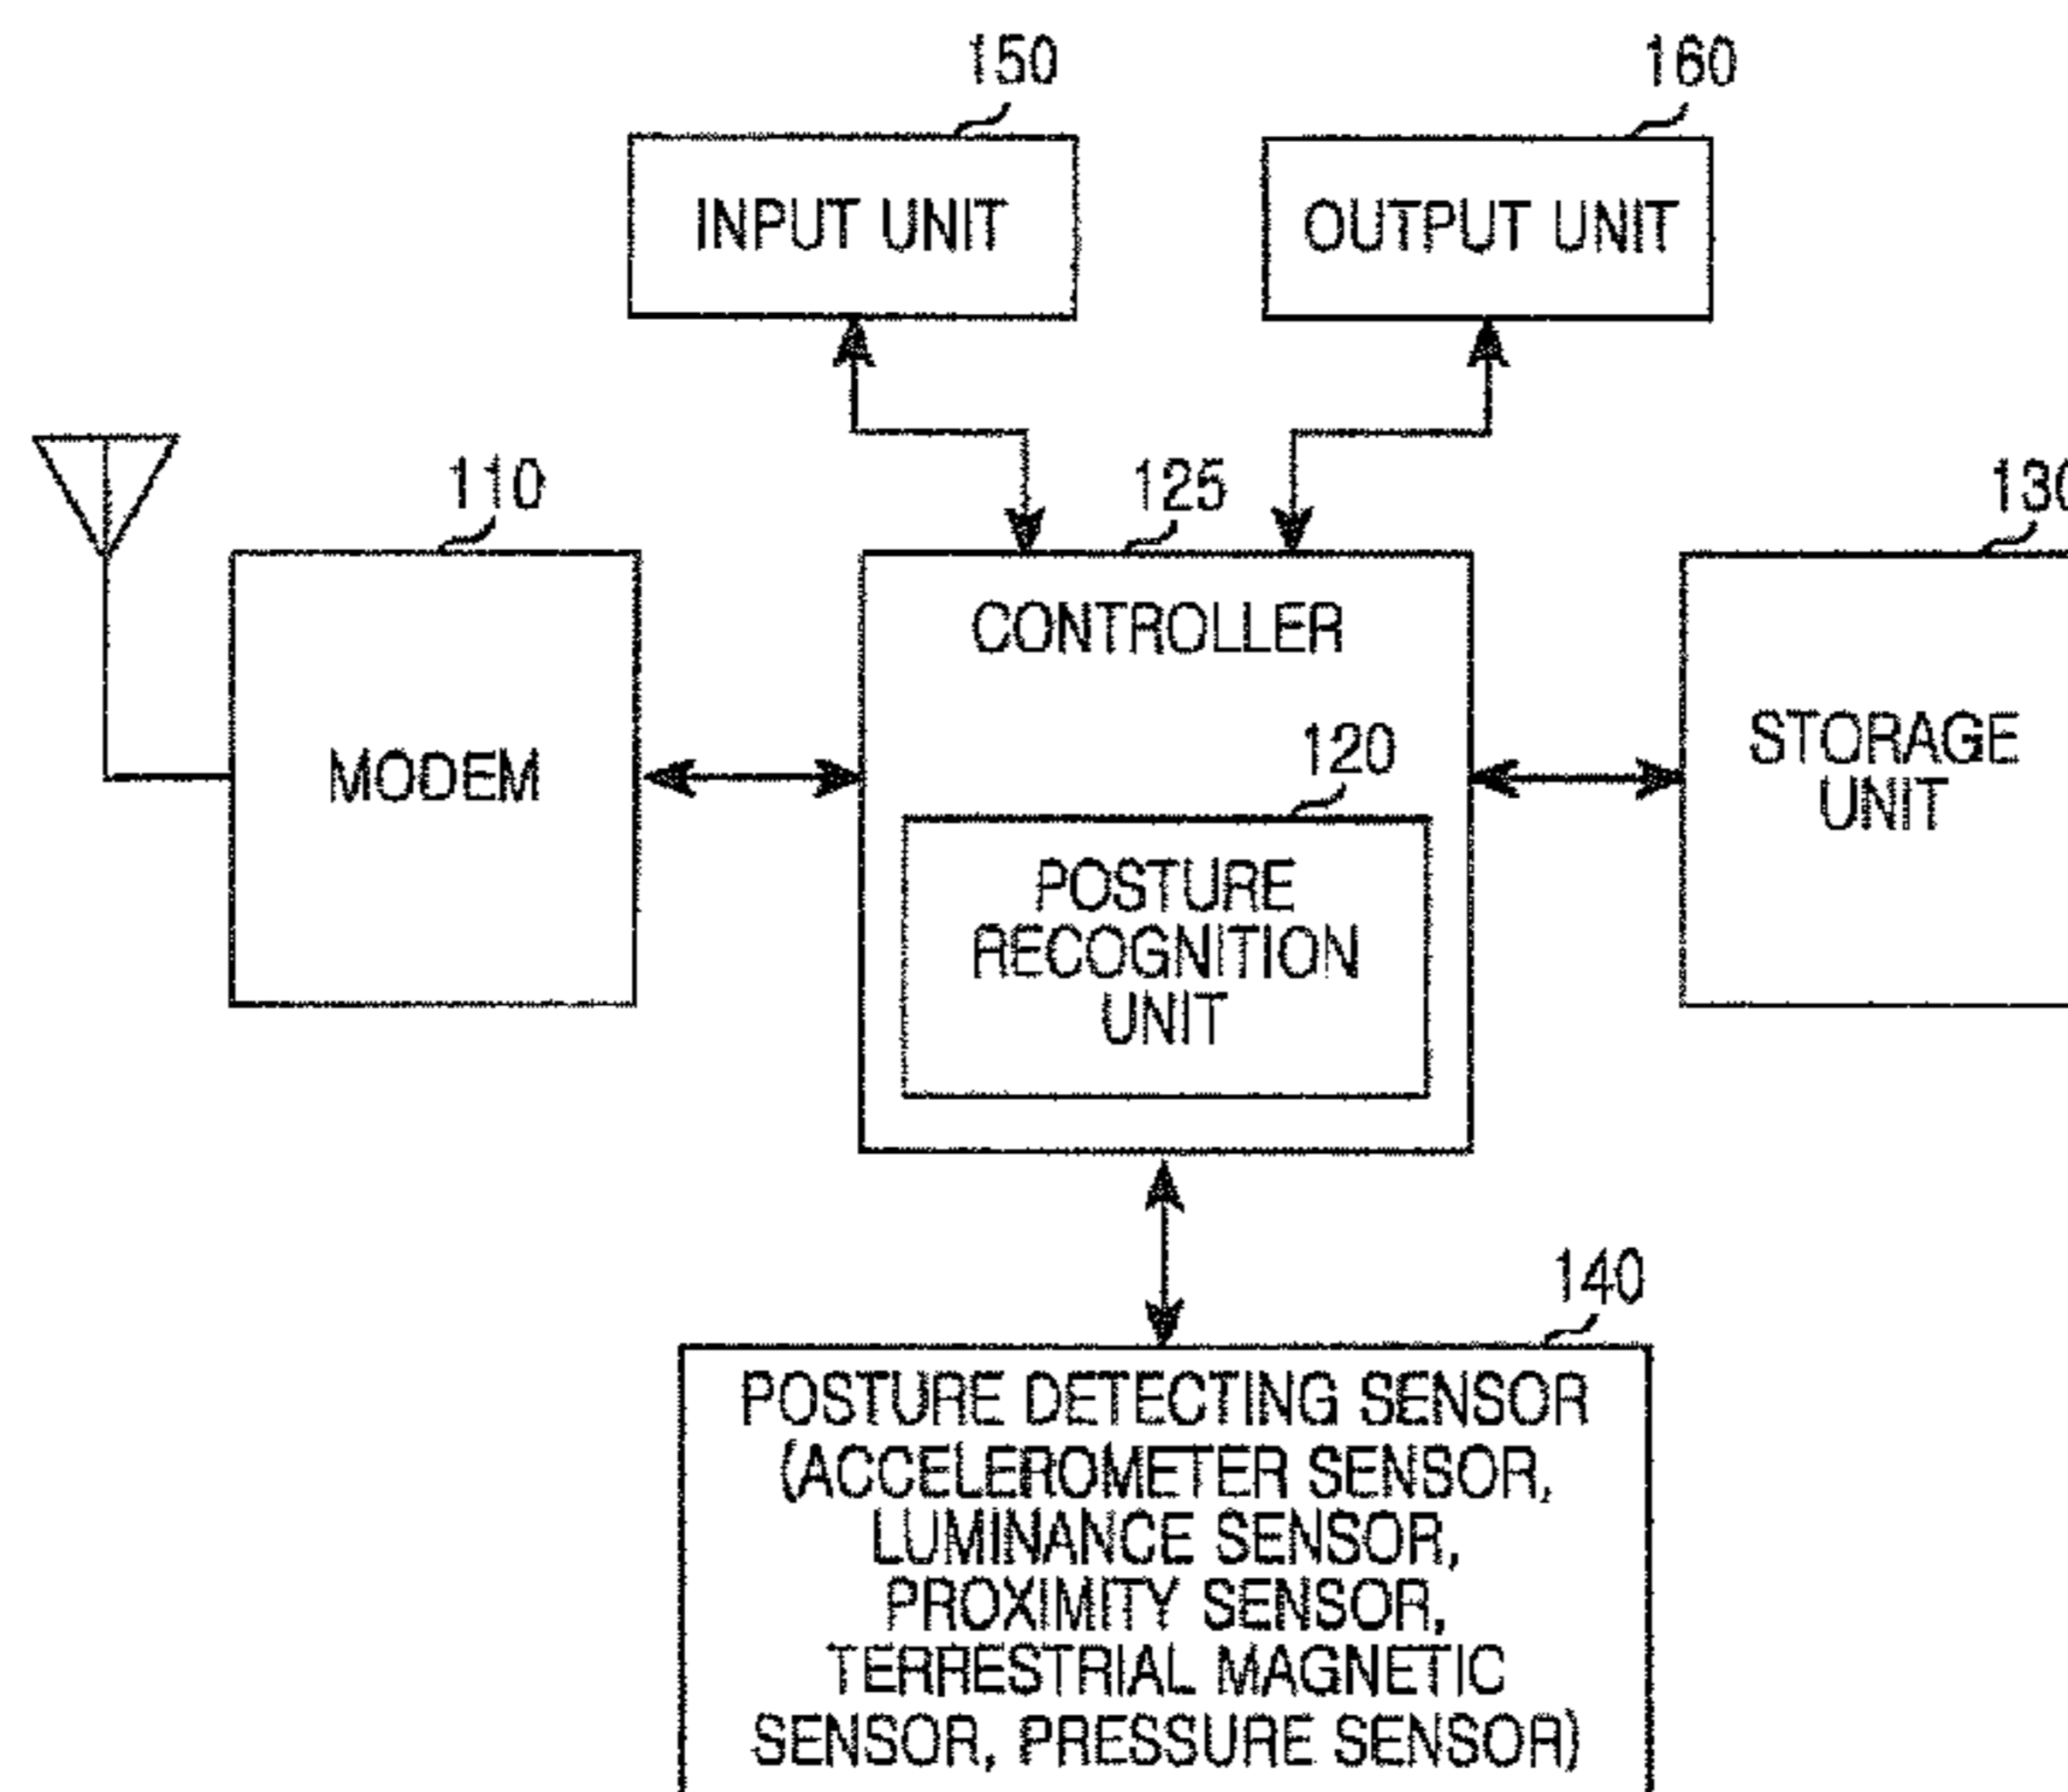 150
160
INPUT UNIT
OUTPUT UNIT
110
125
130
CONTROLLER
MODEM
120
STORAGE
UNIT
POSTURE
RECOGNITION
UNIT
140
POSTURE DETECTING SENSOR
(ACCELEROMETER SENSOR,
LUMINANCE SENSOR,
PROXIMITY SENSOR,
TERRESTRIAL MAGNETIC
SENSOR, PRESSURE SENSOR)